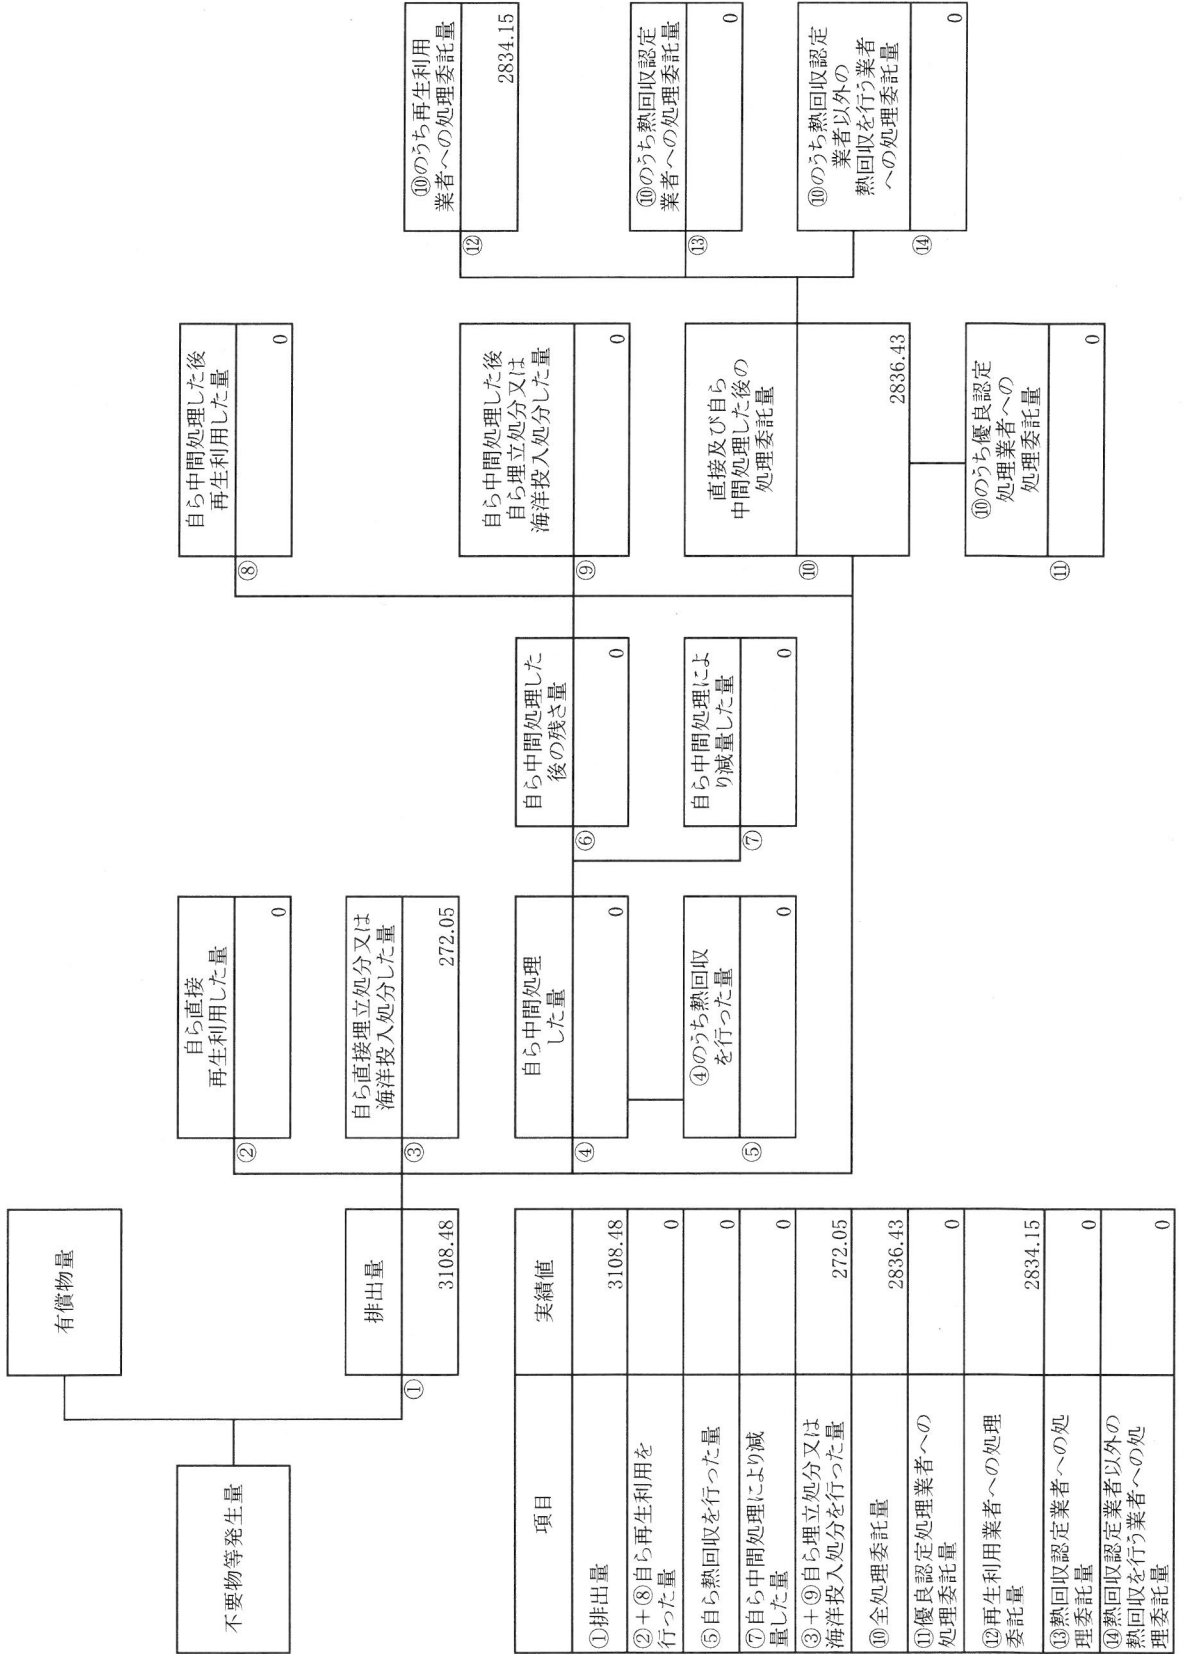 有償物量
不要物等発生量
排出量
①
3108.48
自ら直接
再生利用した量
②
0
自ら直接埋立処分又は
海洋投入処分した量
③
272.05
自ら中間処理
した量
④
0
④のうち熱回収
を行った量
⑤
0
自ら中間処理した
後の残さ量
⑥
0
自ら中間処理によ
り減量した量
⑦
0
自ら中間処理した後
再生利用した量
⑧
0
自ら中間処理した後
自ら埋立処分又は
海洋投入処分した量
⑨
0
直接及び自ら
中間処理した後の
処理委託量
⑩
2836.43
⑩のうち優良認定
処理業者への
処理委託量
⑪
0
⑩のうち再生利用
業者への処理委託量
⑫
2834.15
⑩のうち熱回収認定
業者への処理委託量
⑬
0
⑩のうち熱回収認定
業者以外の
熱回収を行う業者
への処理委託量
⑭
0
項目 実績値
①排出量 3108.48
②+⑧自ら再生利用を
行った量 0
⑤自ら熱回収を行った量 0
⑦自ら中間処理により減
量した量 0
③+⑨自ら埋立処分又は
海洋投入処分を行った量 272.05
⑩全処理委託量 2836.43
⑪優良認定処理業者への
処理委託量 0
⑫再生利用業者への処理
委託量 2834.15
⑬熱回収認定業者への処
理委託量 0
⑭熱回収認定業者以外の
熱回収を行う業者への処
理委託量 0